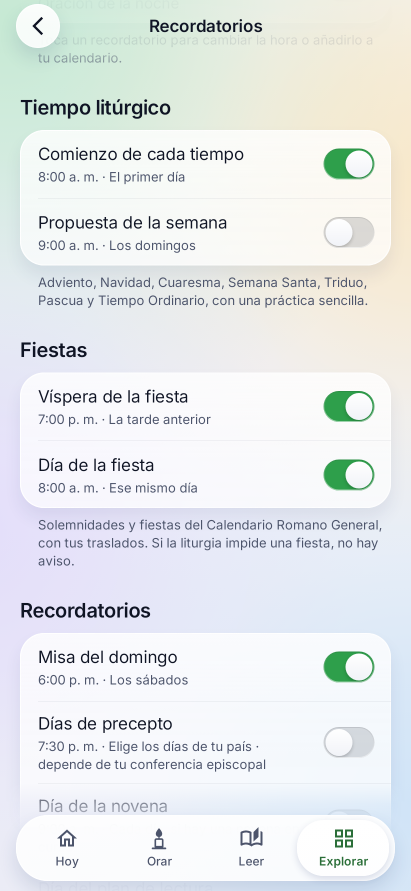 Recordatorios
un recordatorio para cambiar la hora o añadirlo a
tu calendario.
Tiempo litúrgico
Comienzo de cada tiempo
8:00 a. m. · El primer día
Propuesta de la semana
9:00 a. m. · Los domingos
Adviento, Navidad, Cuaresma, Semana Santa, Triduo,
Pascua y Tiempo Ordinario, con una práctica sencilla.
Fiestas
Víspera de la fiesta
7:00 p. m. · La tarde anterior
Día de la fiesta
8:00 a. m. · Ese mismo día
Solemnidades y fiestas del Calendario Romano General,
con tus traslados. Si la liturgia impide una fiesta, no hay
aviso.
Recordatorios
Misa del domingo
6:00 p. m. · Los sábados
Días de precepto
7:30 p. m. · Elige los días de tu país ·
depende de tu conferencia episcopal
Día de la novena
Hoy
Orar
Leer
Explorar